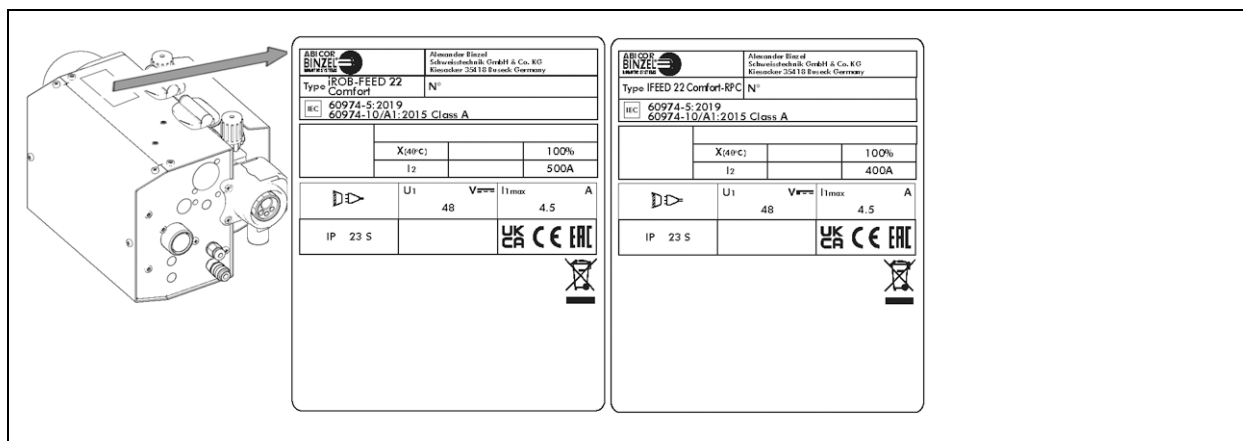 ABICOR
BINZEL
Alexander Binzel
Schweisstechnik GmbH & Co. KG
Kiesacker 35418 Buseck Germany
Type iROB-FEED 22
Comfort
N°
IEC
60974-5:2019
60974-10/A1:2015 Class A
X(40°C) 100%
I2 500A
U1 V I1max A
48 4.5
IP 23 S
UK
CA CE EAC
ABICOR
BINZEL
Alexander Binzel
Schweisstechnik GmbH & Co. KG
Kiesacker 35418 Buseck Germany
Type IFEED 22 Comfort-RPC N°
IEC
60974-5:2019
60974-10/A1:2015 Class A
X(40°C) 100%
I2 400A
U1 V I1max A
48 4.5
IP 23 S
UK
CA CE EAC